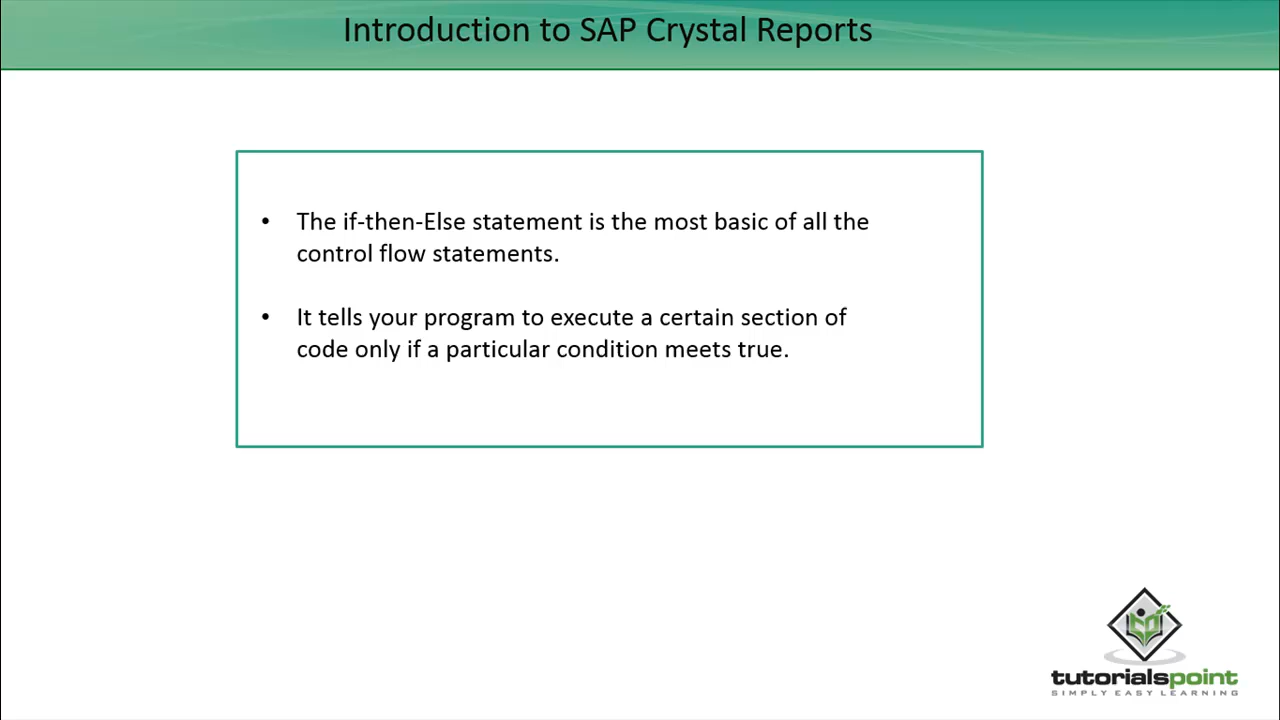 Introduction to SAP Crystal Reports
• The if-then-Else statement is the most basic of all the
control flow statements.
• It tells your program to execute a certain section of
code only if a particular condition meets true.
tutorialspoint
SIMPLY EASY LEARNING